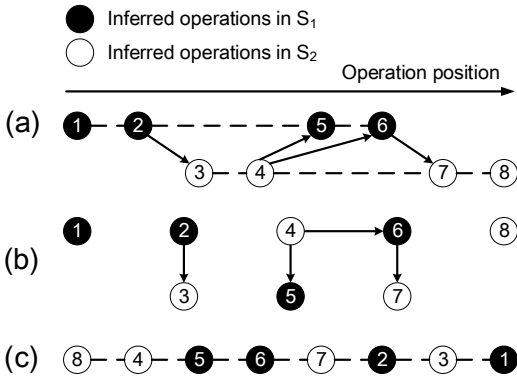 Inferred operations in S1
Inferred operations in S2
Operation position
(a) 1 2 5 6
3 4 7 8
1 2 4 6 8
(b)
3 5 7
(c) 8 4 5 6 7 2 3 1